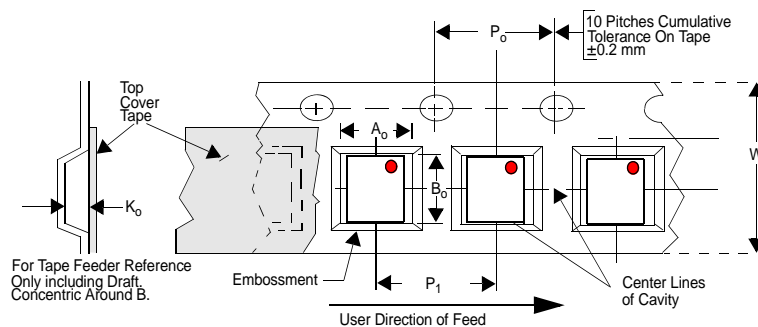 10 Pitches Cumulative
Tolerance On Tape
±0.2 mm
Po
Top
Cover
Tape
Ao
W
Bo
Ko
For Tape Feeder Reference
Only including Draft.
Concentric Around B.
Embossment
P1
Center Lines
of Cavity
User Direction of Feed